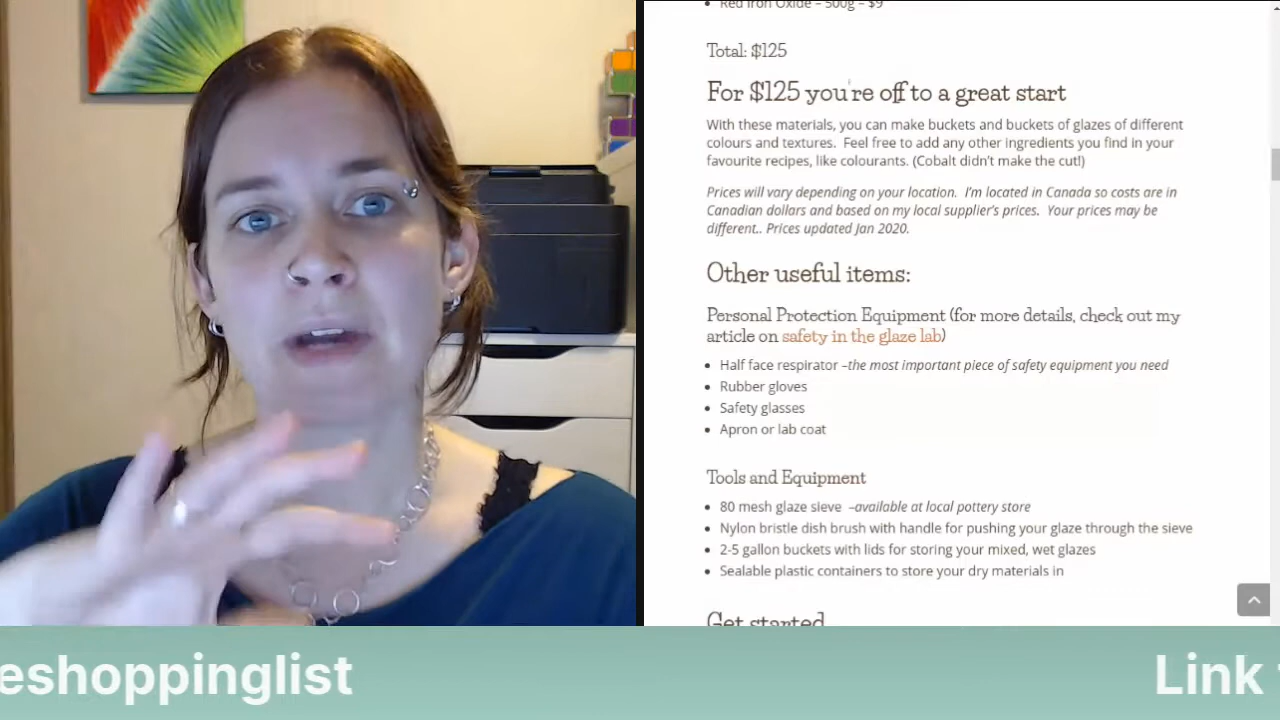 Red Iron Oxide – 500g – $9
Total: $125
For $125 you're off to a great start
With these materials, you can make buckets and buckets of glazes of different
colours and textures. Feel free to add any other ingredients you find in your
favourite recipes, like colourants. (Cobalt didn't make the cut!)
Prices will vary depending on your location. I'm located in Canada so costs are in
Canadian dollars and based on my local supplier's prices. Your prices may be
different.. Prices updated Jan 2020.
Other useful items:
Personal Protection Equipment (for more details, check out my
article on safety in the glaze lab)
Half face respirator –the most important piece of safety equipment you need
Rubber gloves
Safety glasses
Apron or lab coat
Tools and Equipment
80 mesh glaze sieve –available at local pottery store
Nylon bristle dish brush with handle for pushing your glaze through the sieve
2-5 gallon buckets with lids for storing your mixed, wet glazes
Sealable plastic containers to store your dry materials in
Get started
eshoppinglist
Link